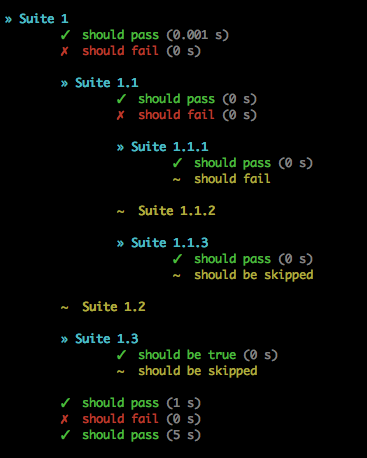 » Suite 1
✓ should pass (0.001 s)
✗ should fail (0 s)
» Suite 1.1
✓ should pass (0 s)
✗ should fail (0 s)
» Suite 1.1.1
✓ should pass (0 s)
~ should fail
~ Suite 1.1.2
» Suite 1.1.3
✓ should pass (0 s)
~ should be skipped
~ Suite 1.2
» Suite 1.3
✓ should be true (0 s)
~ should be skipped
✓ should pass (1 s)
✗ should fail (0 s)
✓ should pass (5 s)